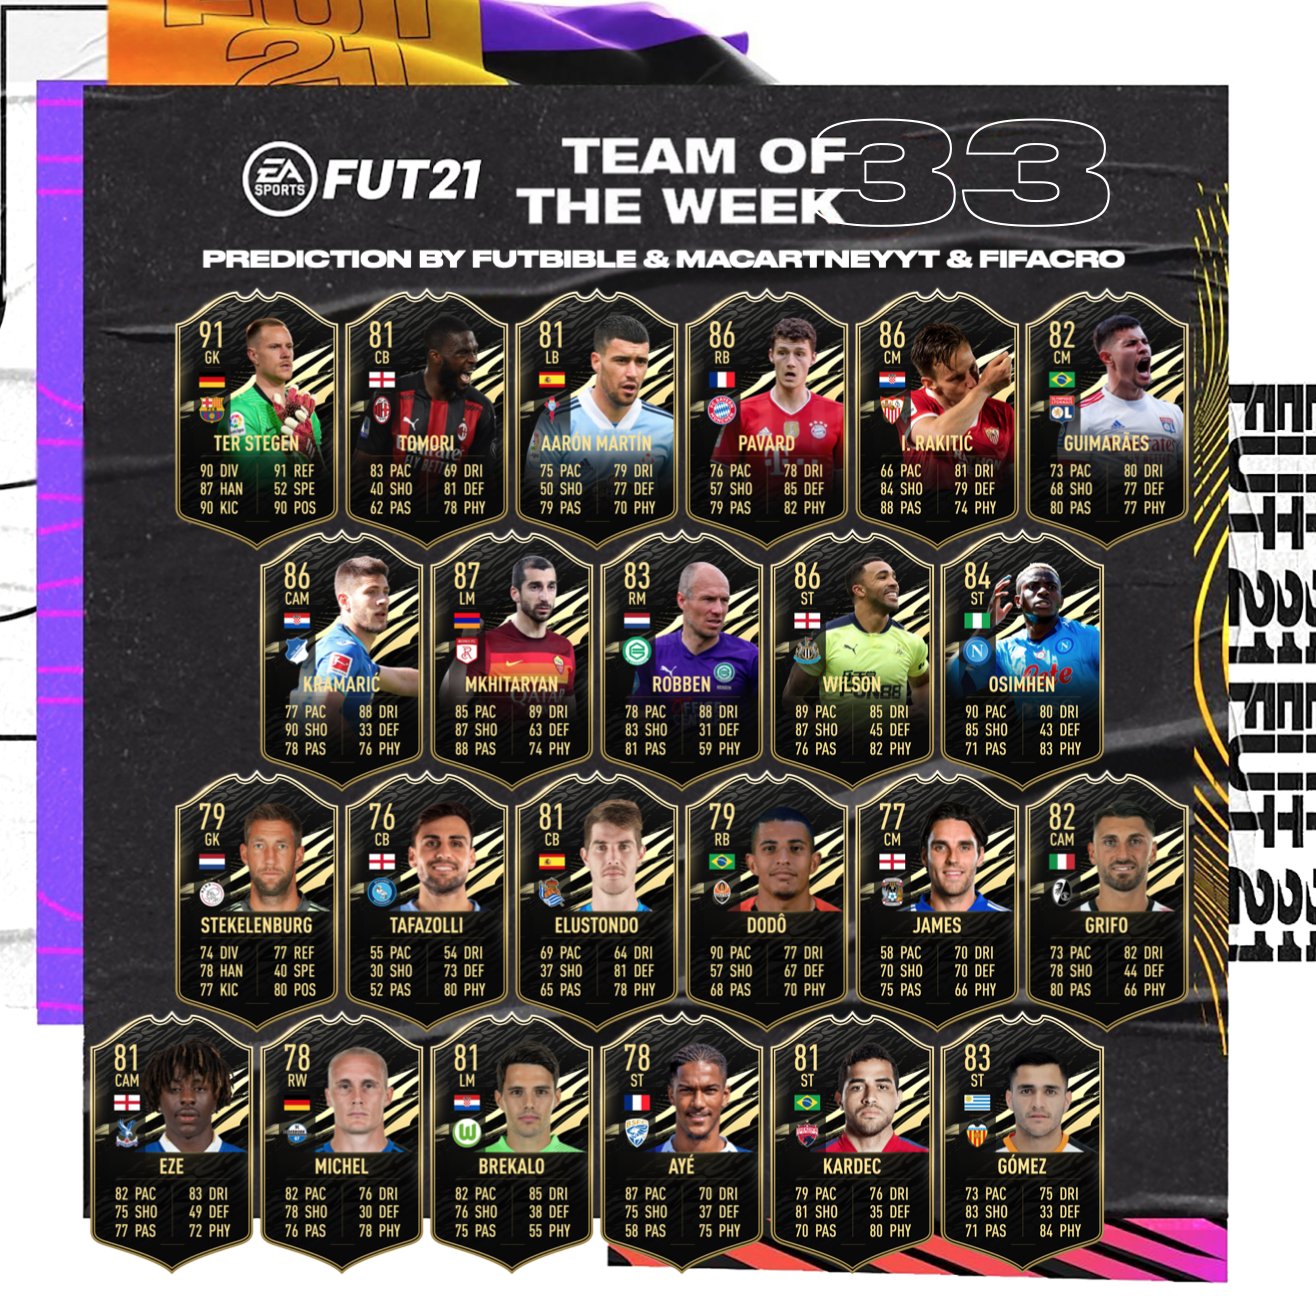 FUT
21
EA
SPORTS
FUT21
TEAM OF
THE WEEK
33
PREDICTION BY FUTBIBLE & MACARTNEYYT & FIFACRO
91
GK
TER STEGEN
90 DIV 91 REF
87 HAN 52 SPE
90 KIC 90 POS
81
CB
TOMORI
83 PAC 69 DRI
40 SHO 81 DEF
62 PAS 78 PHY
81
LB
AARÓN MARTÍN
75 PAC 79 DRI
50 SHO 77 DEF
79 PAS 70 PHY
86
RB
PAVARD
76 PAC 78 DRI
57 SHO 85 DEF
79 PAS 82 PHY
86
CM
I. RAKITIĆ
66 PAC 81 DRI
84 SHO 79 DEF
88 PAS 74 PHY
82
CM
GUIMARÃES
73 PAC 80 DRI
68 SHO 77 DEF
80 PAS 77 PHY
86
CAM
KRAMARIĆ
77 PAC 88 DRI
90 SHO 33 DEF
78 PAS 76 PHY
87
LM
MKHITARYAN
85 PAC 89 DRI
87 SHO 63 DEF
88 PAS 74 PHY
83
RM
ROBBEN
78 PAC 88 DRI
83 SHO 31 DEF
81 PAS 59 PHY
86
ST
WILSON
89 PAC 85 DRI
87 SHO 45 DEF
76 PAS 82 PHY
84
ST
OSIMHEN
90 PAC 80 DRI
85 SHO 43 DEF
71 PAS 83 PHY
79
GK
STEKELENBURG
74 DIV 77 REF
78 HAN 40 SPE
77 KIC 80 POS
76
CB
TAFAZOLLI
55 PAC 54 DRI
30 SHO 73 DEF
52 PAS 80 PHY
81
CB
ELUSTONDO
69 PAC 64 DRI
37 SHO 81 DEF
65 PAS 78 PHY
79
RB
DODÔ
90 PAC 77 DRI
57 SHO 67 DEF
68 PAS 70 PHY
77
CM
JAMES
58 PAC 70 DRI
70 SHO 70 DEF
75 PAS 66 PHY
82
CAM
GRIFO
73 PAC 82 DRI
78 SHO 44 DEF
80 PAS 66 PHY
81
CAM
EZE
82 PAC 83 DRI
75 SHO 49 DEF
77 PAS 72 PHY
78
RW
MICHEL
82 PAC 76 DRI
78 SHO 30 DEF
76 PAS 78 PHY
81
LM
BREKALO
82 PAC 85 DRI
76 SHO 38 DEF
75 PAS 55 PHY
78
ST
AYÉ
87 PAC 70 DRI
75 SHO 37 DEF
58 PAS 75 PHY
81
ST
KARDEC
79 PAC 76 DRI
81 SHO 35 DEF
70 PAS 80 PHY
83
ST
GÓMEZ
73 PAC 75 DRI
83 SHO 33 DEF
71 PAS 84 PHY
FUT 21 FUT 21